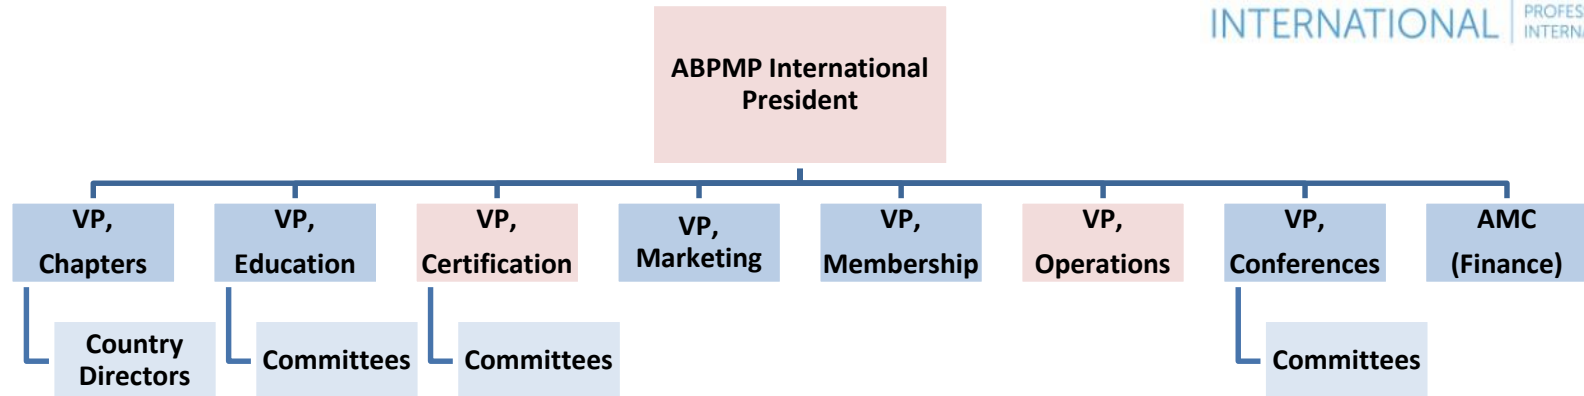 INTERNATIONAL
ABPMP International
President
VP,
Chapters
VP,
Education
VP,
Certification
VP,
Marketing
VP,
Membership
VP,
Operations
VP,
Conferences
AMC
(Finance)
Country
Directors
Committees
Committees
Committees